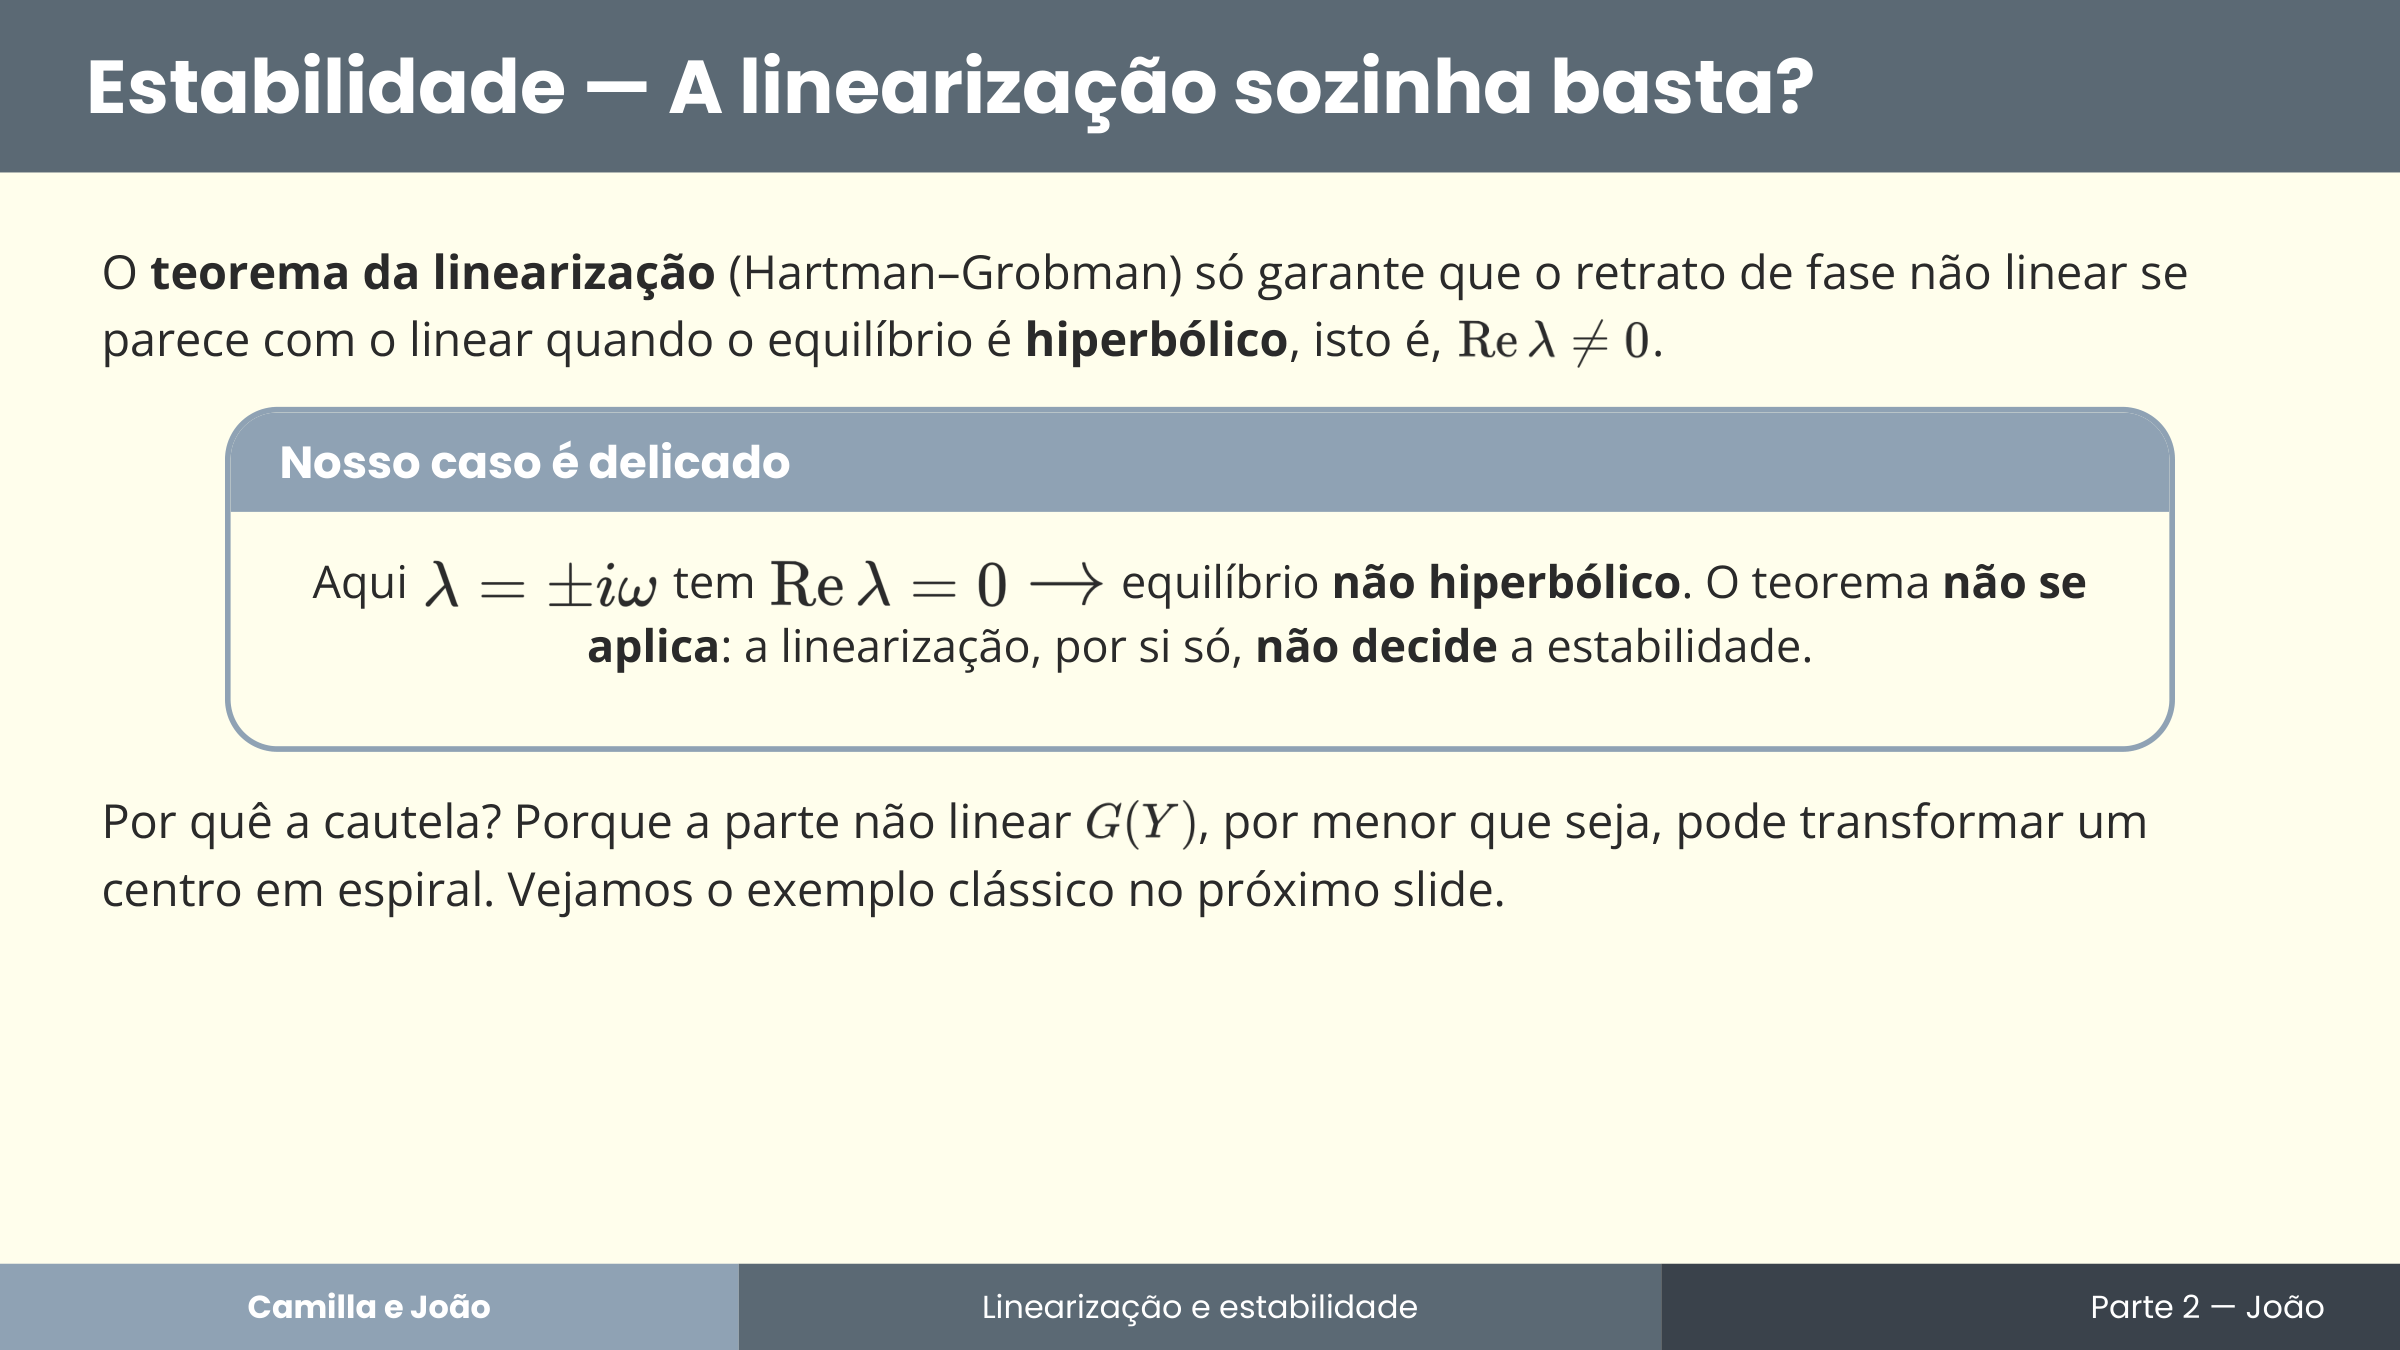 Estabilidade — A linearização sozinha basta?
O teorema da linearização (Hartman–Grobman) só garante que o retrato de fase não linear se
parece com o linear quando o equilíbrio é hiperbólico, isto é, Re λ ≠ 0.
Nosso caso é delicado
Aqui λ = ±iω tem Re λ = 0 → equilíbrio não hiperbólico. O teorema não se
aplica: a linearização, por si só, não decide a estabilidade.
Por quê a cautela? Porque a parte não linear G(Y), por menor que seja, pode transformar um
centro em espiral. Vejamos o exemplo clássico no próximo slide.
Camilla e João
Linearização e estabilidade
Parte 2 — João